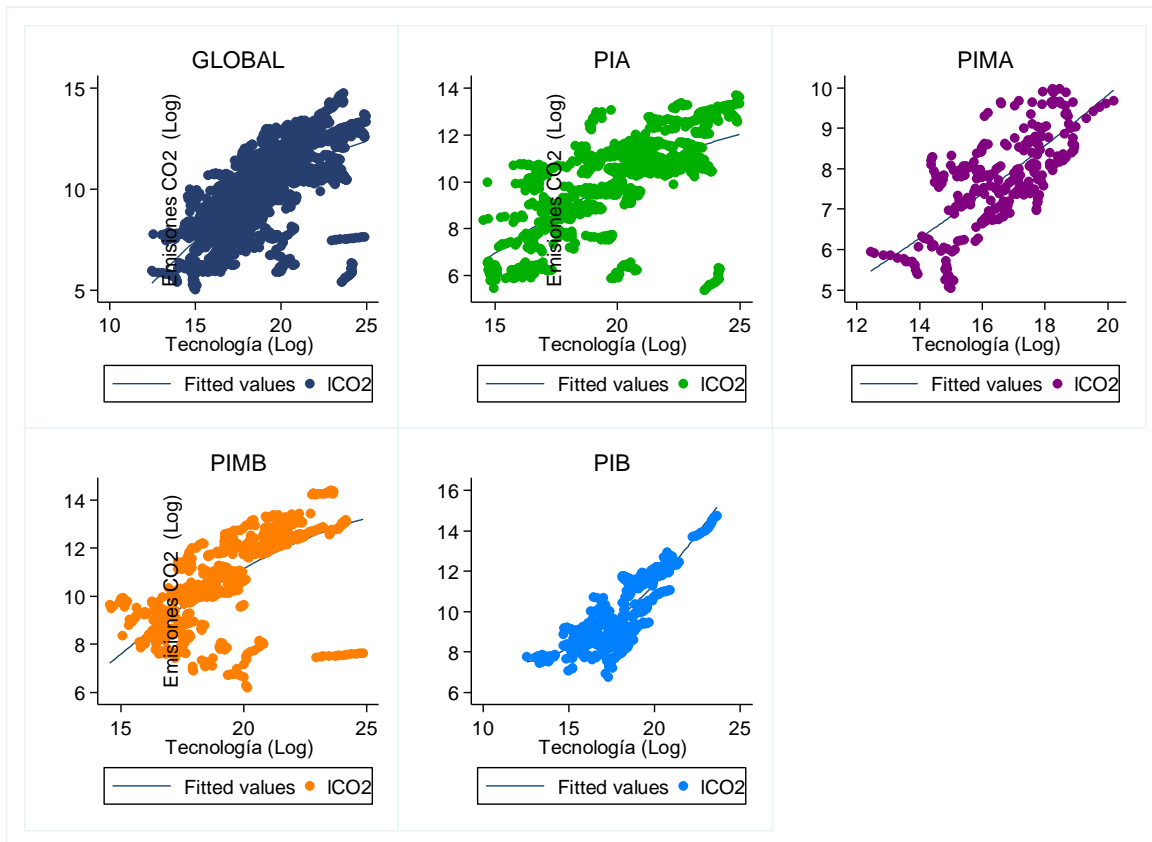 GLOBAL
15
10
5
Emisiones CO2 (Log)
10 15 20 25
Tecnología (Log)
Fitted values lCO2
PIA
14
12
10
8
6
Emisiones CO2 (Log)
15 20 25
Tecnología (Log)
Fitted values lCO2
PIMA
10
9
8
7
6
5
12 14 16 18 20
Tecnología (Log)
Fitted values lCO2
PIMB
14
12
10
8
6
Emisiones CO2 (Log)
15 20 25
Tecnología (Log)
Fitted values lCO2
PIB
16
14
12
10
8
6
10 15 20 25
Tecnología (Log)
Fitted values lCO2